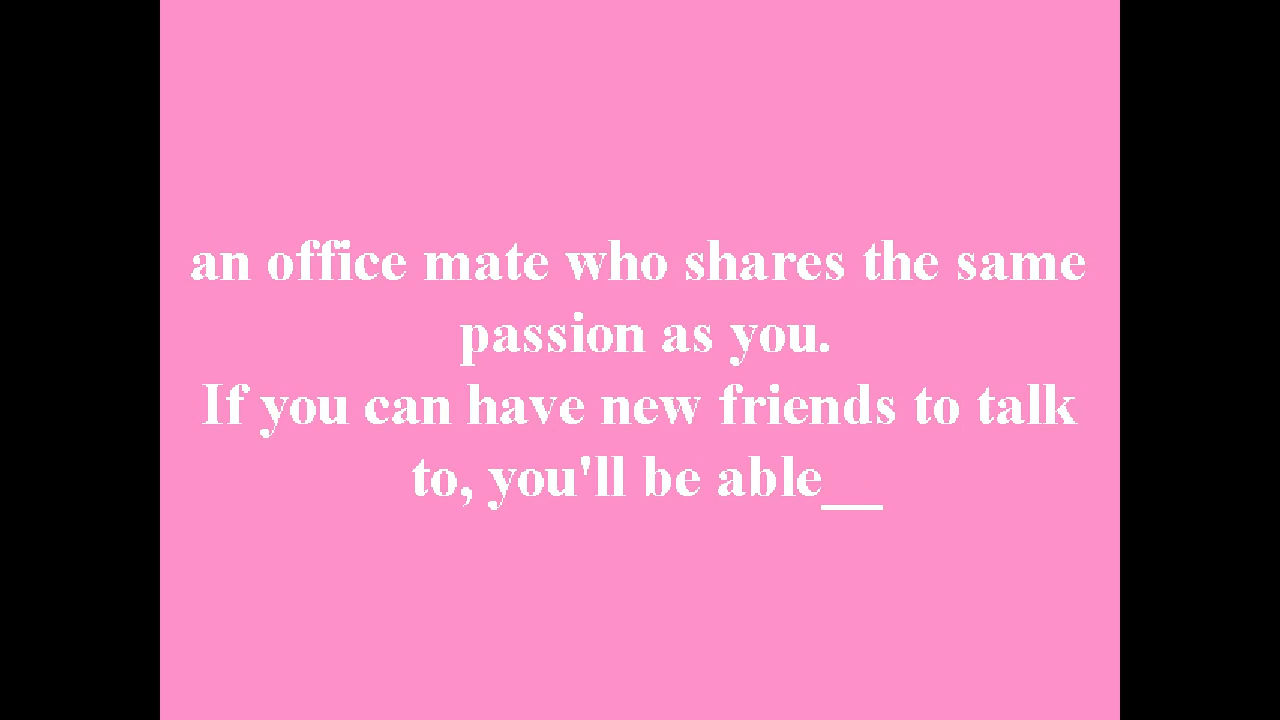 an office mate who shares the same
passion as you.
If you can have new friends to talk
to, you'll be able__